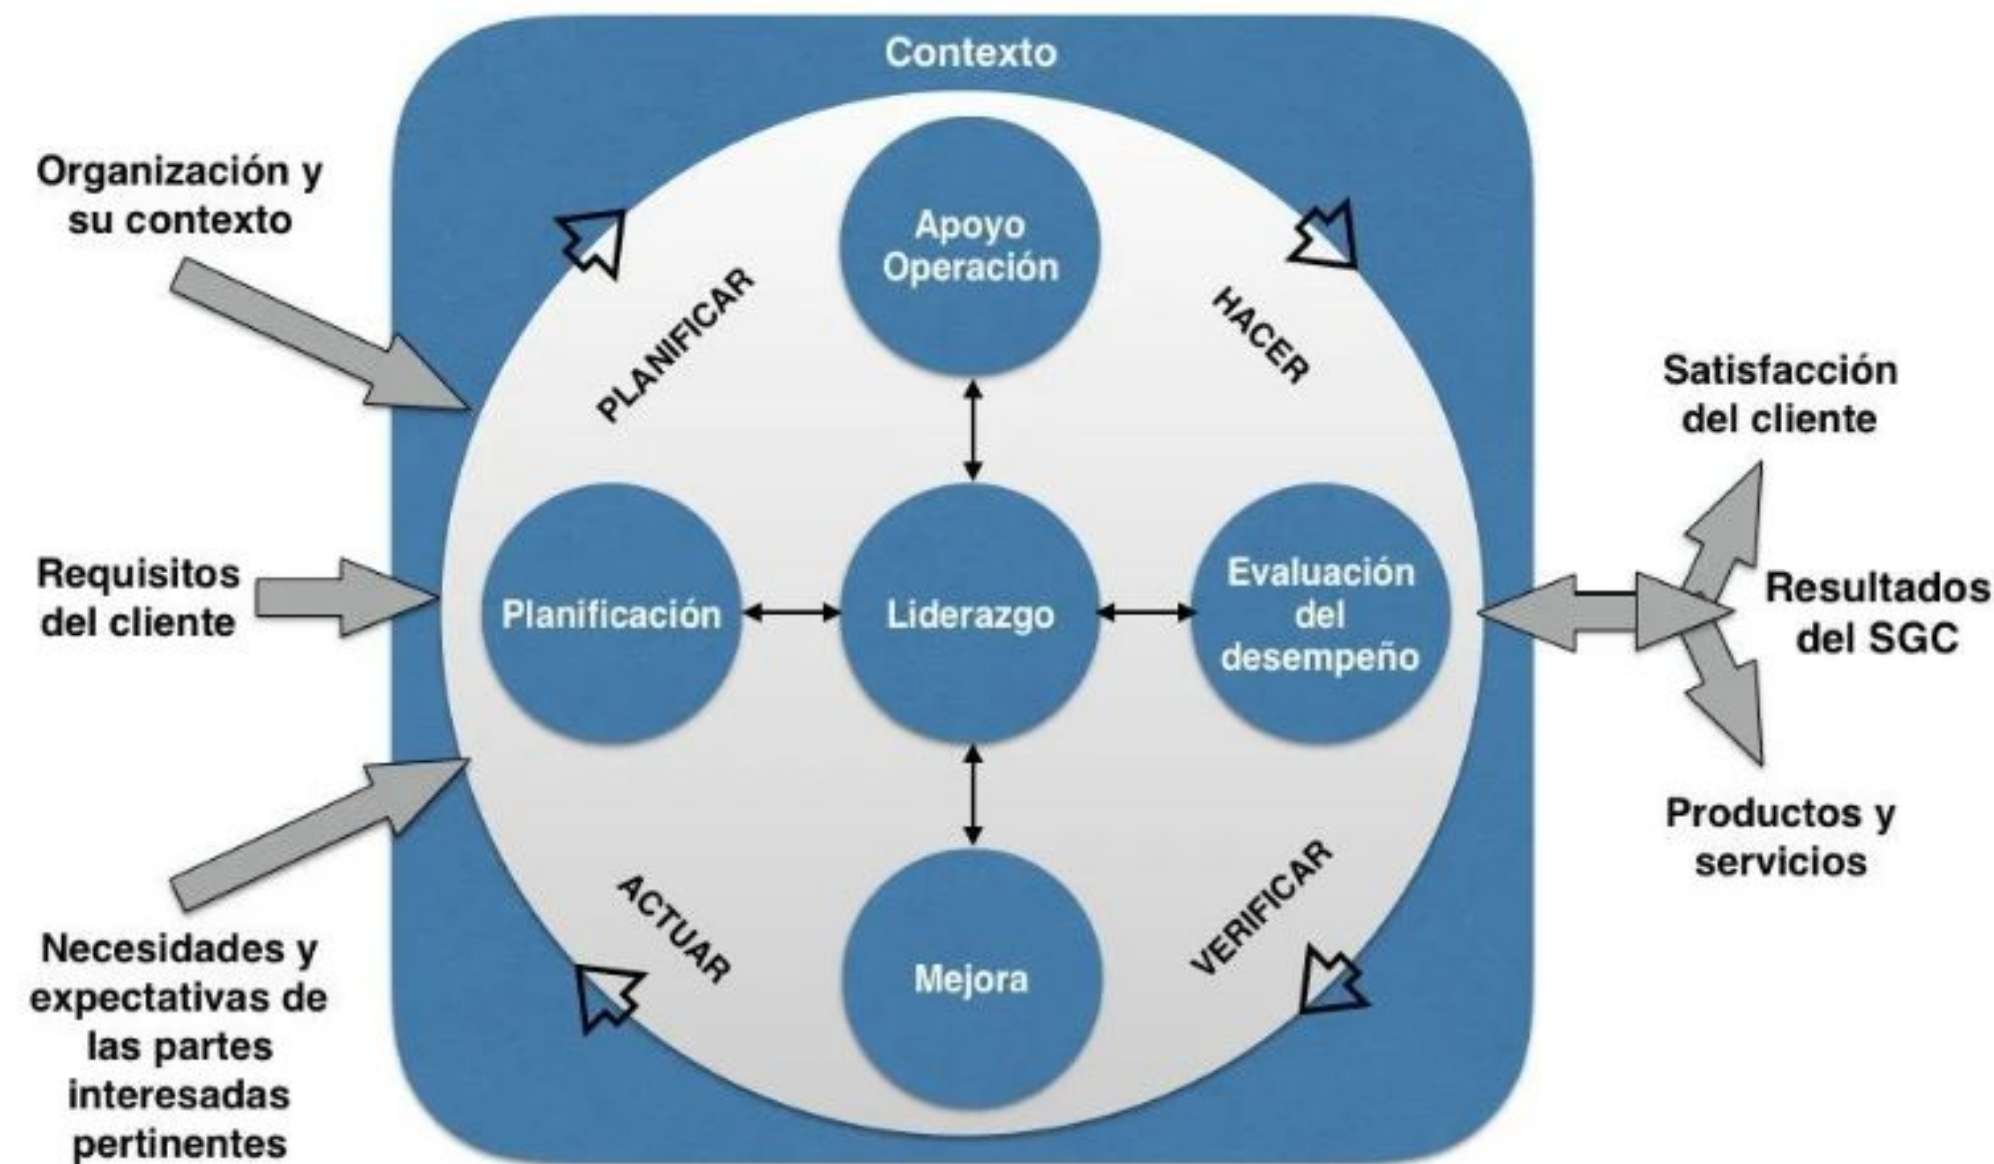 Contexto
Organización y
su contexto
Requisitos
del cliente
Necesidades y
expectativas de
las partes
interesadas
pertinentes
PLANIFICAR
HACER
VERIFICAR
ACTUAR
Apoyo
Operación
Planificación
Liderazgo
Evaluación
del
desempeño
Mejora
Satisfacción
del cliente
Resultados
del SGC
Productos y
servicios